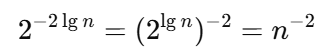 $2^{-2 \lg n} = (2^{\lg n})^{-2} = n^{-2}$